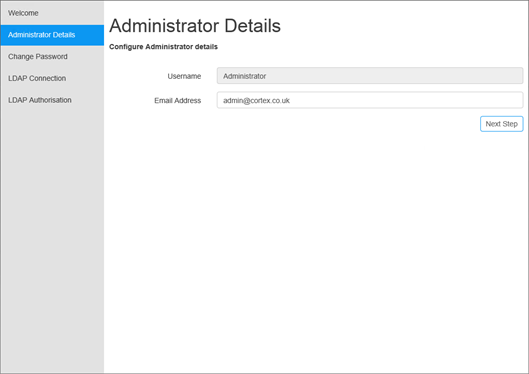 Welcome
Administrator Details
Change Password
LDAP Connection
LDAP Authorisation
Administrator Details
Configure Administrator details
Username Administrator
Email Address admin@cortex.co.uk
Next Step